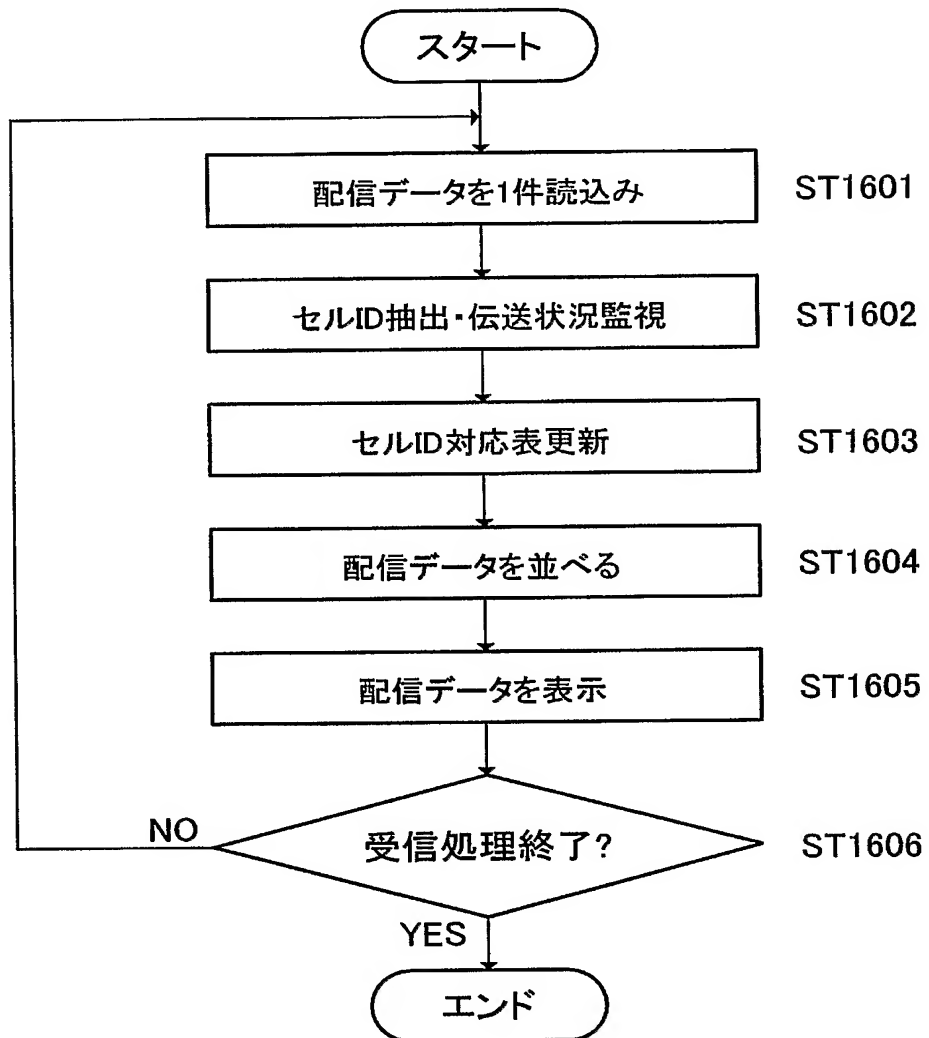 スタート
配信データを1件読込み
ST1601
セルID抽出・伝送状況監視
ST1602
セルID対応表更新
ST1603
配信データを並べる
ST1604
配信データを表示
ST1605
NO
受信処理終了?
ST1606
YES
エンド